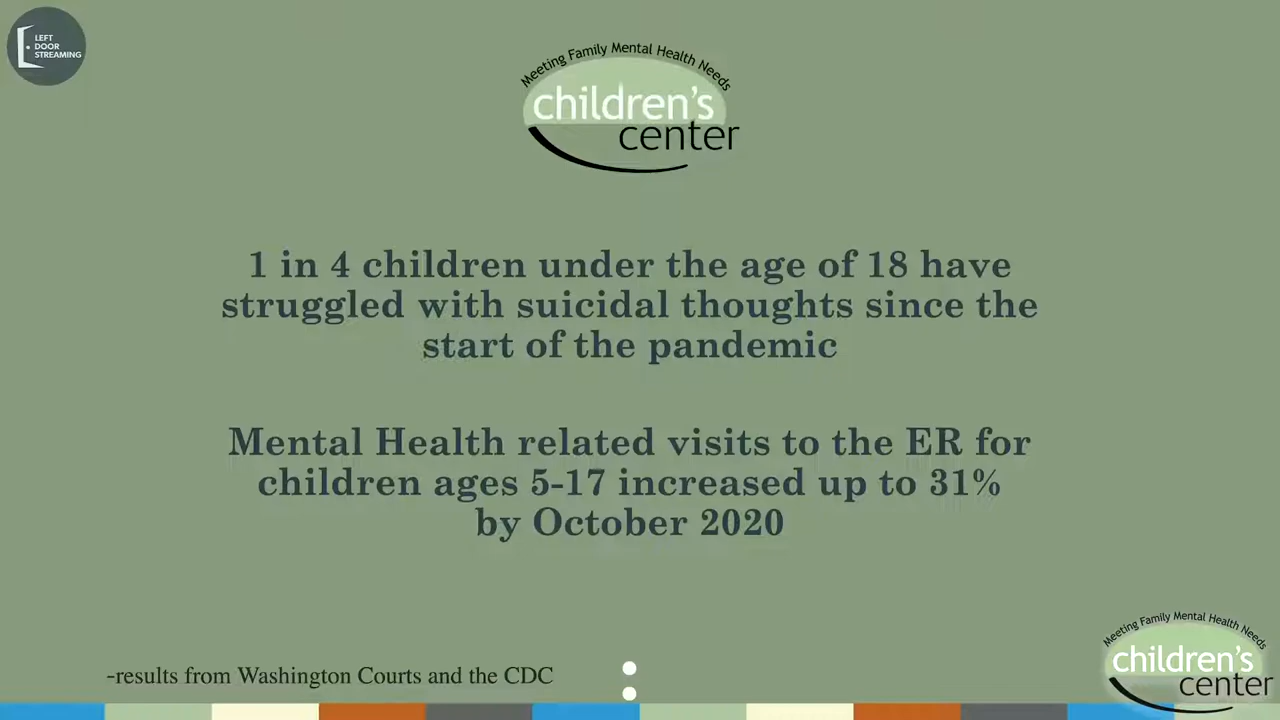 LEFT
DOOR
STREAMING
Meeting Family Mental Health Needs
children's
center
1 in 4 children under the age of 18 have
struggled with suicidal thoughts since the
start of the pandemic
Mental Health related visits to the ER for
children ages 5-17 increased up to 31%
by October 2020
-results from Washington Courts and the CDC
:
Meeting Family Mental Health Needs
children's
center